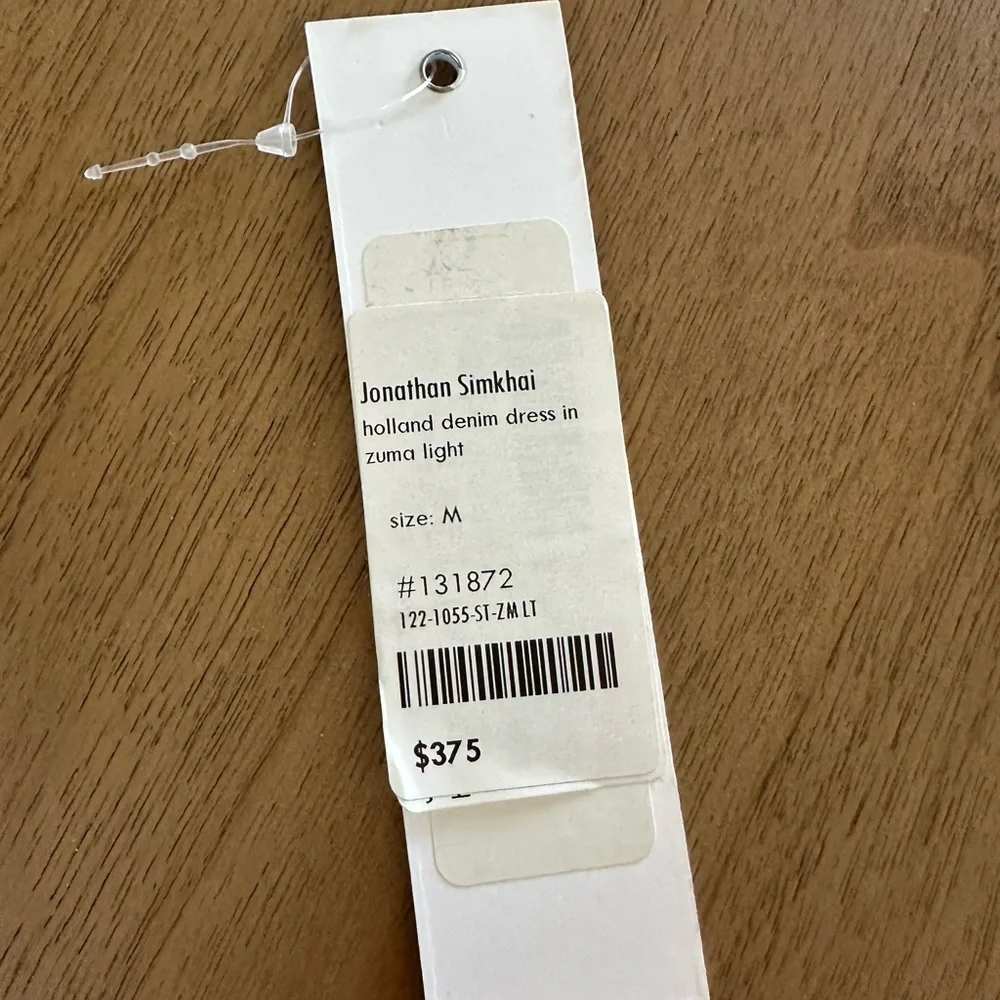 Jonathan Simkhai
holland denim dress in
zuma light
size: M
#131872
122-1055-ST-ZM LT
$375